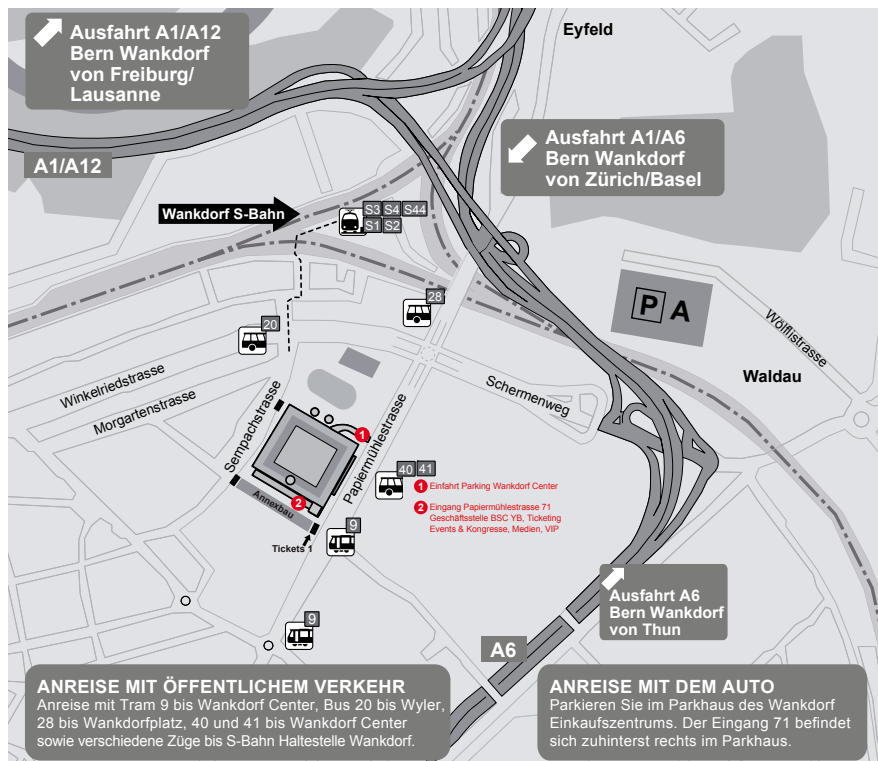 Ausfahrt A1/A12
Bern Wankdorf
von Freiburg/
Lausanne
Eyfeld
Ausfahrt A1/A6
Bern Wankdorf
von Zürich/Basel
A1/A12
Wankdorf S-Bahn
S3 S4 S44
S1 S2
28
20
P A
Wölflistrasse
Waldau
Winkelriedstrasse
Morgartenstrasse
Sempachstrasse
Schermenweg
Papiermühlestrasse
1
40 41
1 Einfahrt Parking Wankdorf Center
2 Eingang Papiermühlestrasse 71
Geschäftsstelle BSC YB, Ticketing
Events & Kongresse, Medien, VIP
2
Annexbau
Tickets 1
9
9
Ausfahrt A6
Bern Wankdorf
von Thun
A6
ANREISE MIT ÖFFENTLICHEM VERKEHR
Anreise mit Tram 9 bis Wankdorf Center, Bus 20 bis Wyler,
28 bis Wankdorfplatz, 40 und 41 bis Wankdorf Center
sowie verschiedene Züge bis S-Bahn Haltestelle Wankdorf.
ANREISE MIT DEM AUTO
Parkieren Sie im Parkhaus des Wankdorf
Einkaufszentrums. Der Eingang 71 befindet
sich zuhinterst rechts im Parkhaus.